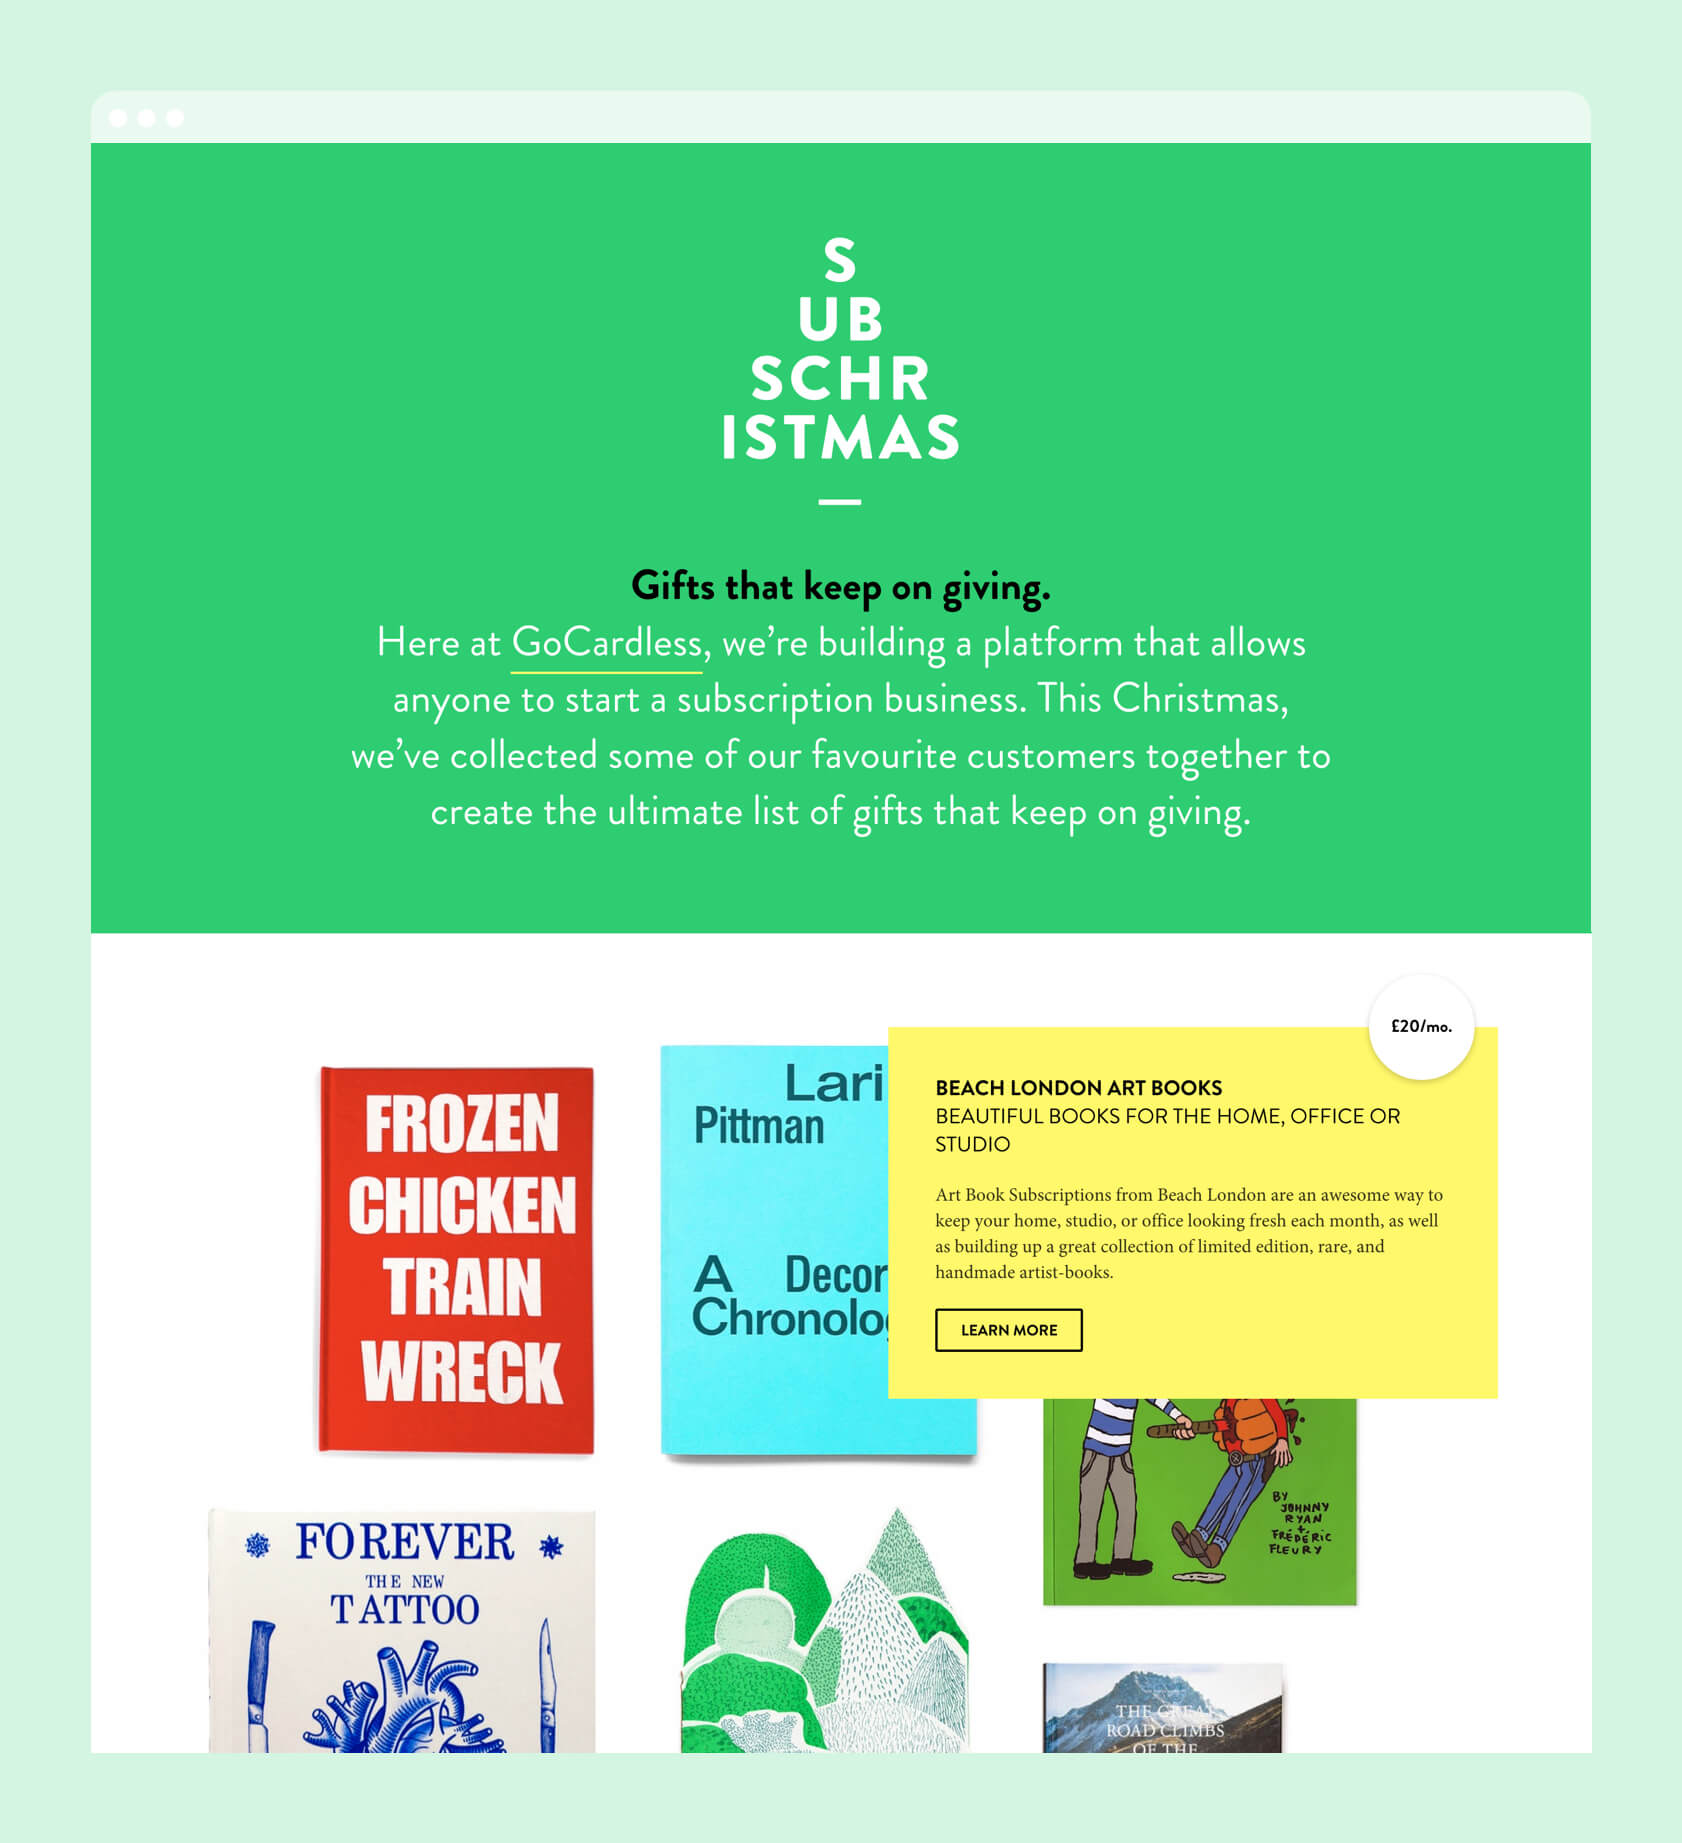 S
UB
SCHR
ISTMAS
Gifts that keep on giving.
Here at GoCardless, we’re building a platform that allows
anyone to start a subscription business. This Christmas,
we’ve collected some of our favourite customers together to
create the ultimate list of gifts that keep on giving.
£20/mo.
BEACH LONDON ART BOOKS
BEAUTIFUL BOOKS FOR THE HOME, OFFICE OR
STUDIO
Art Book Subscriptions from Beach London are an awesome way to
keep your home, studio, or office looking fresh each month, as well
as building up a great collection of limited edition, rare, and
handmade artist-books.
LEARN MORE
FROZEN
CHICKEN
TRAIN
WRECK
Lari
Pittman
A Decor
Chronolo
BY
JOHNNY
RYAN
+
FRÉDÉRIC
FLEURY
FOREVER
THE NEW
TATTOO
THE GREAT
ROAD CLIMBS
OF THE